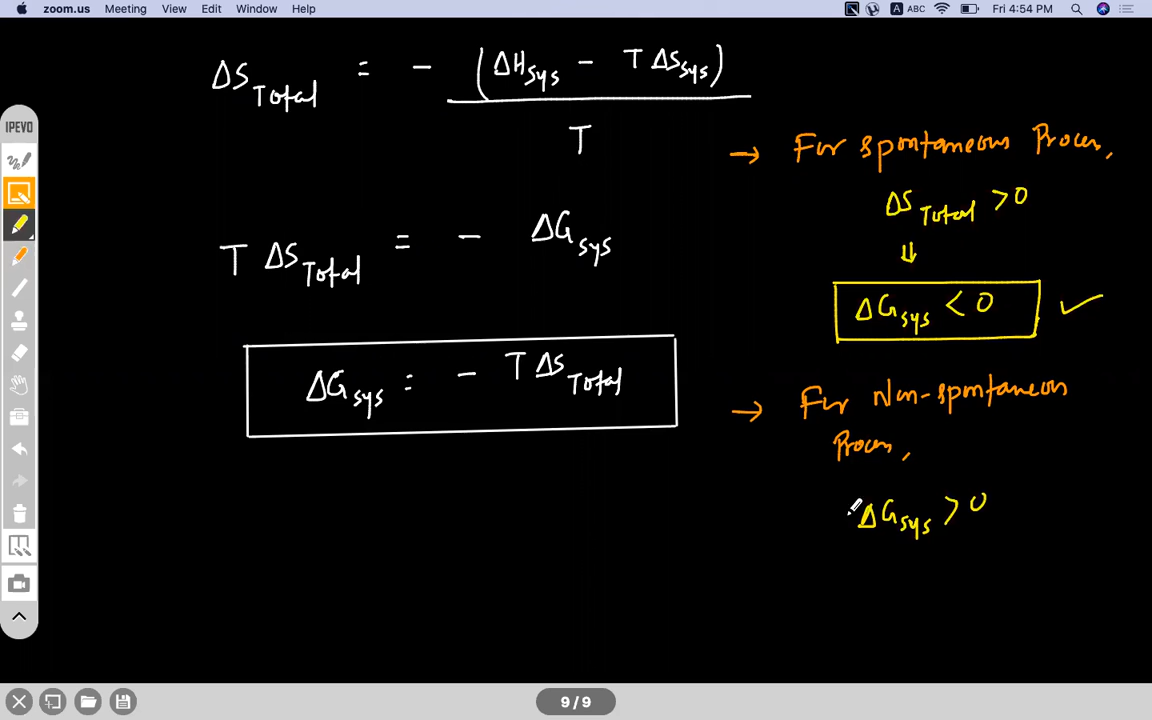 zoom.us Meeting View Edit Window Help A ABC Fri 4:54 PM
IPEVO
ΔS_Total = - (ΔH_sys - TΔS_sys) / T
T ΔS_Total = - ΔG_sys
ΔG_sys = - T ΔS_Total
→ For spontaneous Process,
ΔS_Total > 0
⇓
ΔG_sys < 0 ✓
→ For Non-spontaneous
Process,
ΔG_sys > 0
9 / 9